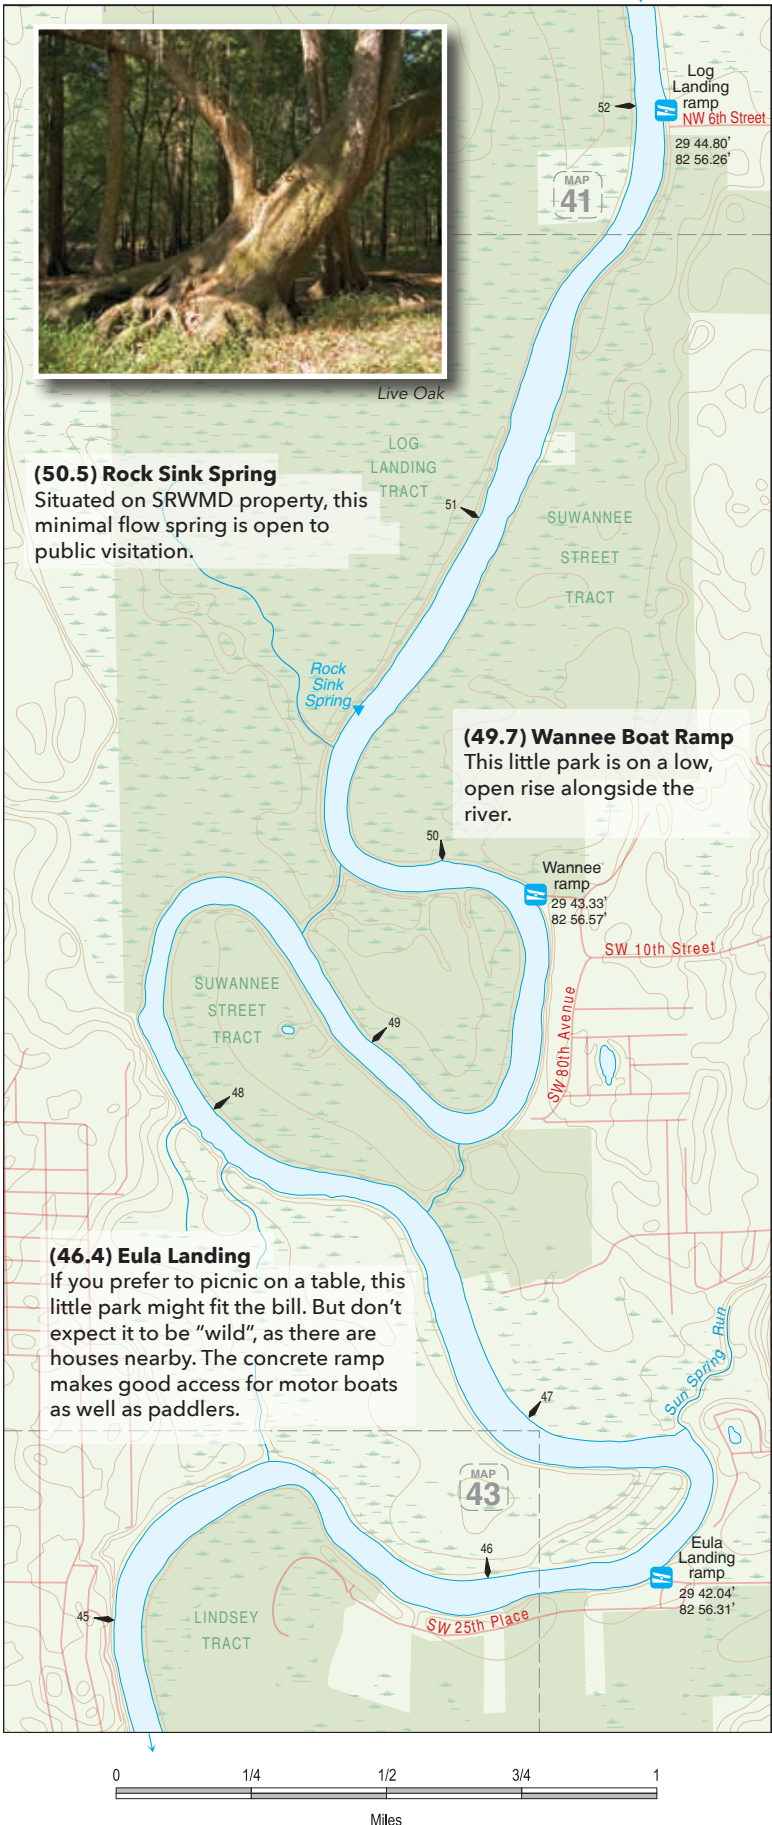 Log
Landing
ramp
NW 6th Street
29 44.80'
82 56.26'
52
MAP
41
Live Oak
LOG
LANDING
TRACT
(50.5) Rock Sink Spring
Situated on SRWMD property, this
minimal flow spring is open to
public visitation.
51
SUWANNEE
STREET
TRACT
Rock
Sink
Spring
(49.7) Wannee Boat Ramp
This little park is on a low,
open rise alongside the
river.
50
Wannee
ramp
29 43.33'
82 56.57'
SW 10th Street
SUWANNEE
STREET
TRACT
49
SW 80th Avenue
48
(46.4) Eula Landing
If you prefer to picnic on a table, this
little park might fit the bill. But don't
expect it to be "wild", as there are
houses nearby. The concrete ramp
makes good access for motor boats
as well as paddlers.
Sun Spring Run
47
MAP
43
46
Eula
Landing
ramp
29 42.04'
82 56.31'
SW 25th Place
45
LINDSEY
TRACT
0 1/4 1/2 3/4 1
Miles